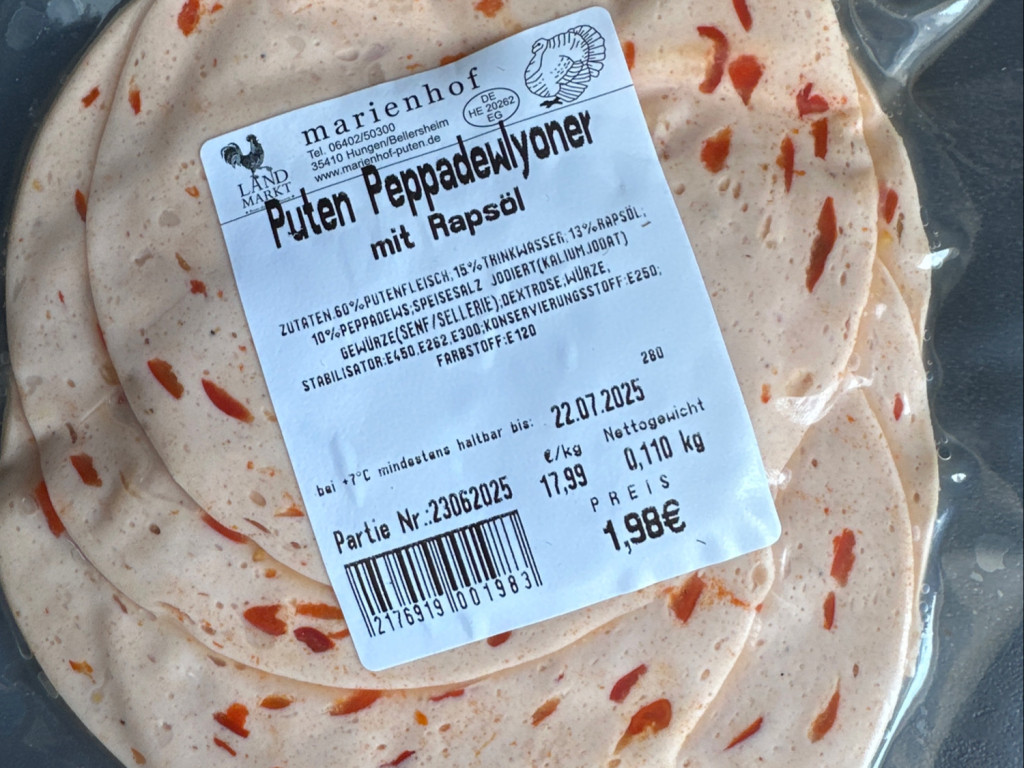 marienhof
Tel. 06402/50300
35410 Hungen/Bellersheim
www.marienhof-puten.de
DE
HE 20262
EG
LAND
MARKT
Puten Peppadewlyoner
mit Rapsöl
ZUTATEN:60%PUTENFLEISCH;16%TRINKWASSER;13%RAPSÖL;
10%PEPPADEWS;SPEISESALZ JODIERT(KALIUMJODAT)
GEWÜRZE(SENF/SELLERIE),DEXTROSE,WÜRZE,
STABILISATOR:E450,E262,E300;KONSERVIERUNGSSTOFF:E250;
FARBSTOFF:E120
280
bei +7°C mindestens haltbar bis: 22.07.2025
€/kg Nettogewicht
Partie Nr.:23062025 17,99 0,110 kg
PREIS
1,98€
2176919 001983